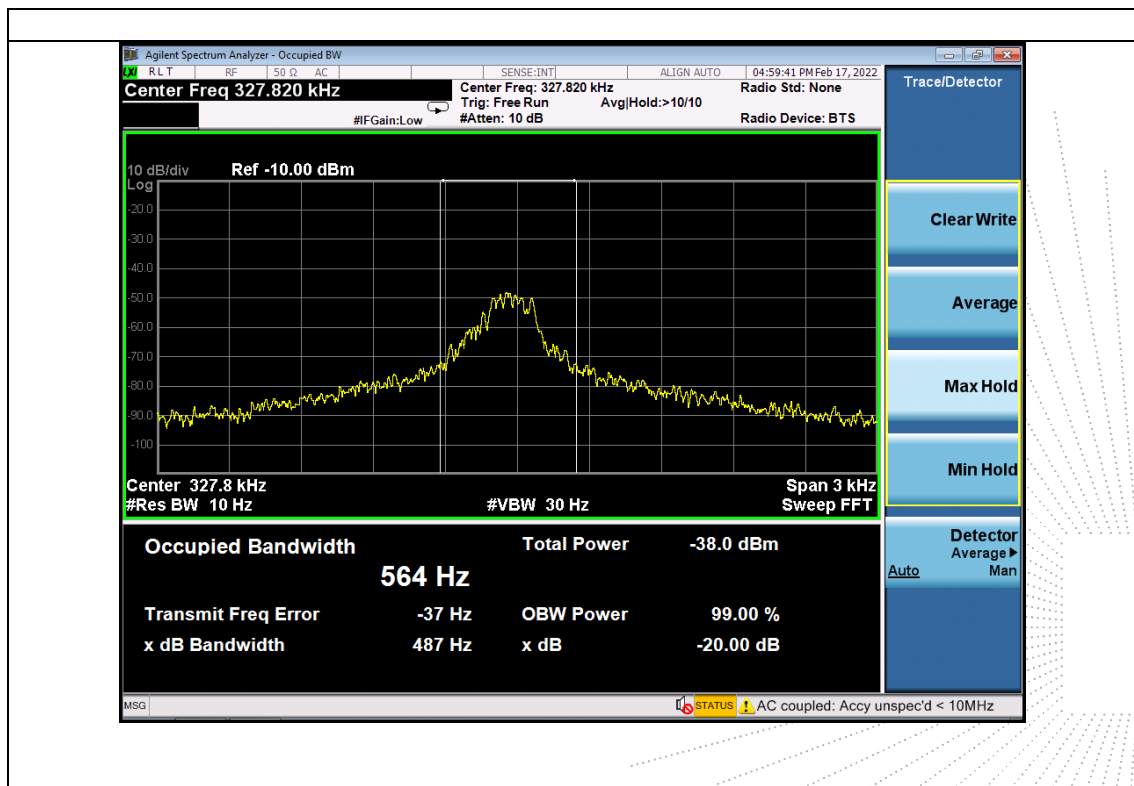 Agilent Spectrum Analyzer - Occupied BW
LXI RLT RF 50 Ω AC SENSE:INT ALIGN AUTO 04:59:41 PM Feb 17, 2022
Center Freq 327.820 kHz Center Freq: 327.820 kHz Radio Std: None
Trig: Free Run Avg|Hold:>10/10
#IFGain:Low #Atten: 10 dB Radio Device: BTS
Trace/Detector
10 dB/div Ref -10.00 dBm
Log
-20.0
-30.0
-40.0
-50.0
-60.0
-70.0
-80.0
-90.0
-100
Center 327.8 kHz Span 3 kHz
#Res BW 10 Hz #VBW 30 Hz Sweep FFT
Clear Write
Average
Max Hold
Min Hold
Detector
Average
Auto Man
Occupied Bandwidth Total Power -38.0 dBm
564 Hz
Transmit Freq Error -37 Hz OBW Power 99.00 %
x dB Bandwidth 487 Hz x dB -20.00 dB
MSG STATUS AC coupled: Accy unspec'd < 10MHz